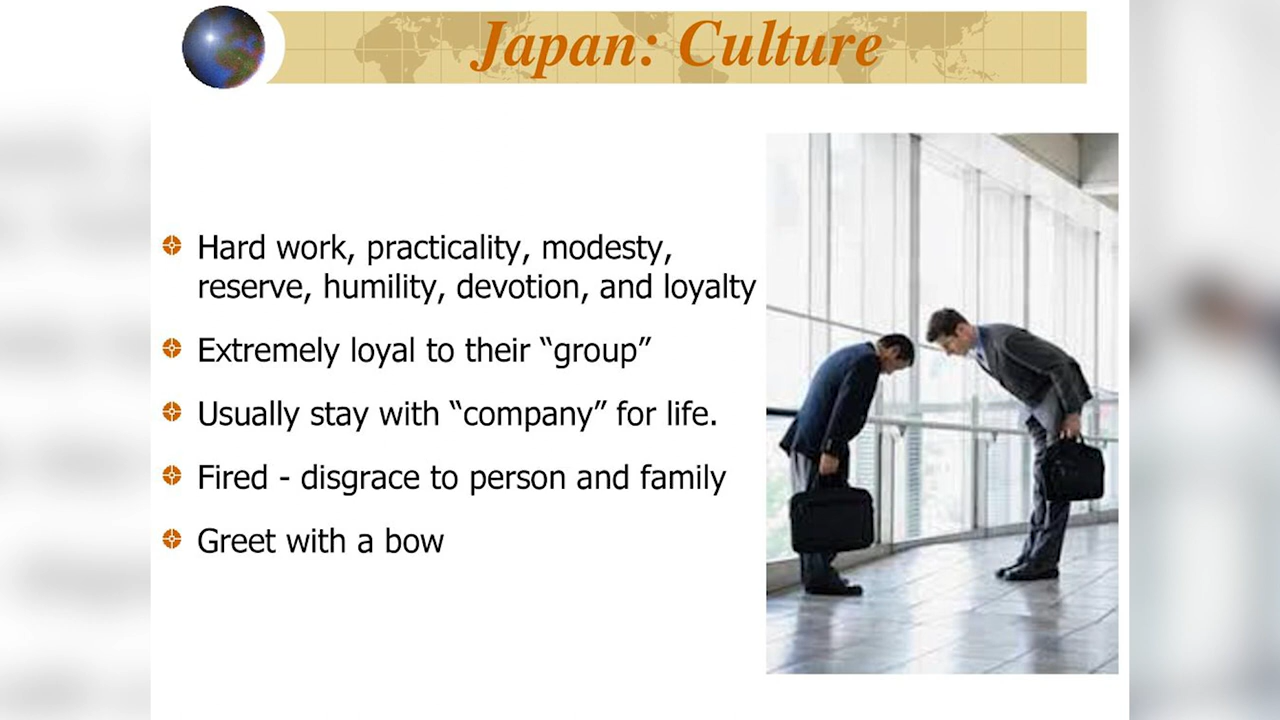 Japan: Culture
Hard work, practicality, modesty,
reserve, humility, devotion, and loyalty
Extremely loyal to their “group”
Usually stay with “company” for life.
Fired - disgrace to person and family
Greet with a bow